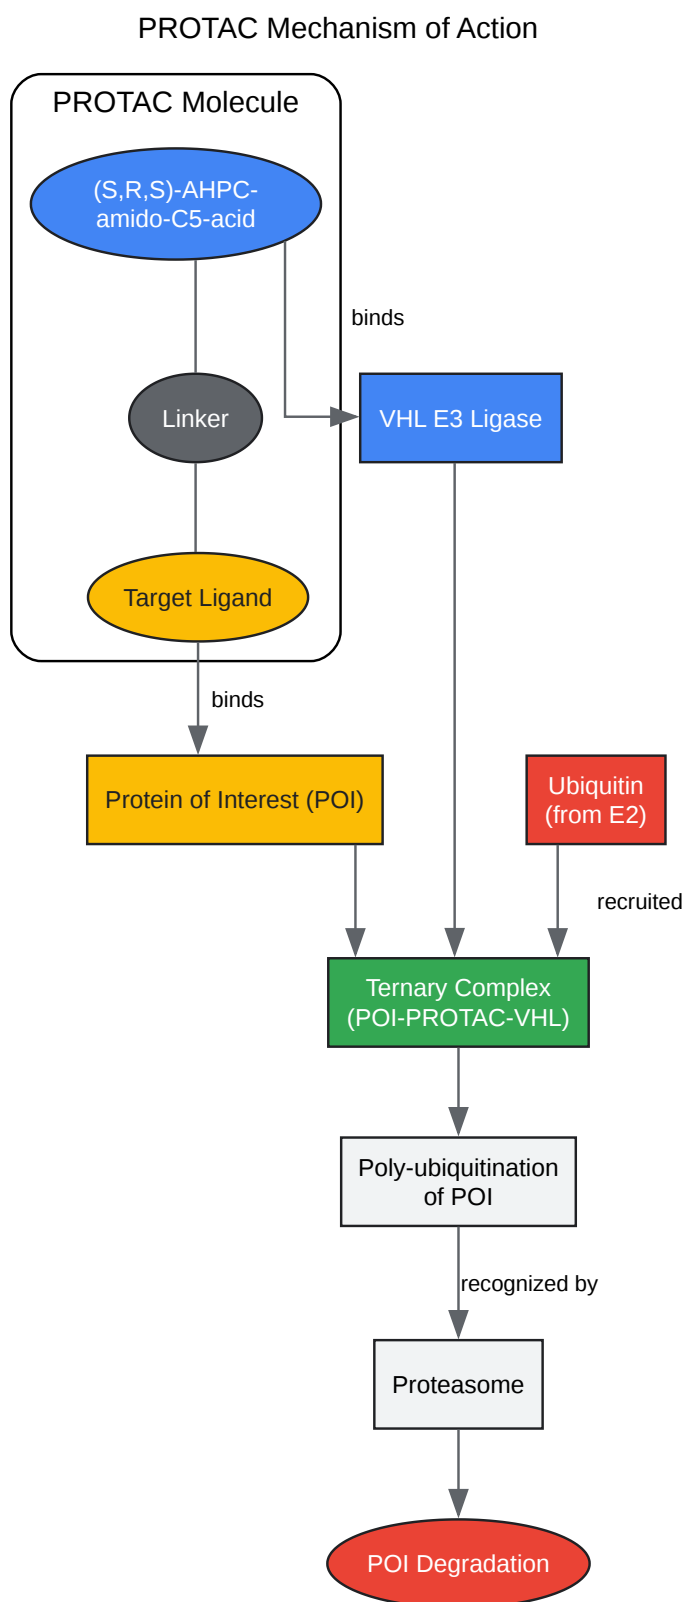 PROTAC Mechanism of Action
PROTAC Molecule
(S,R,S)-AHPC-
amido-C5-acid
binds
Linker
VHL E3 Ligase
Target Ligand
binds
Protein of Interest (POI)
Ubiquitin
(from E2)
recruited
Ternary Complex
(POI-PROTAC-VHL)
Poly-ubiquitination
of POI
recognized by
Proteasome
POI Degradation